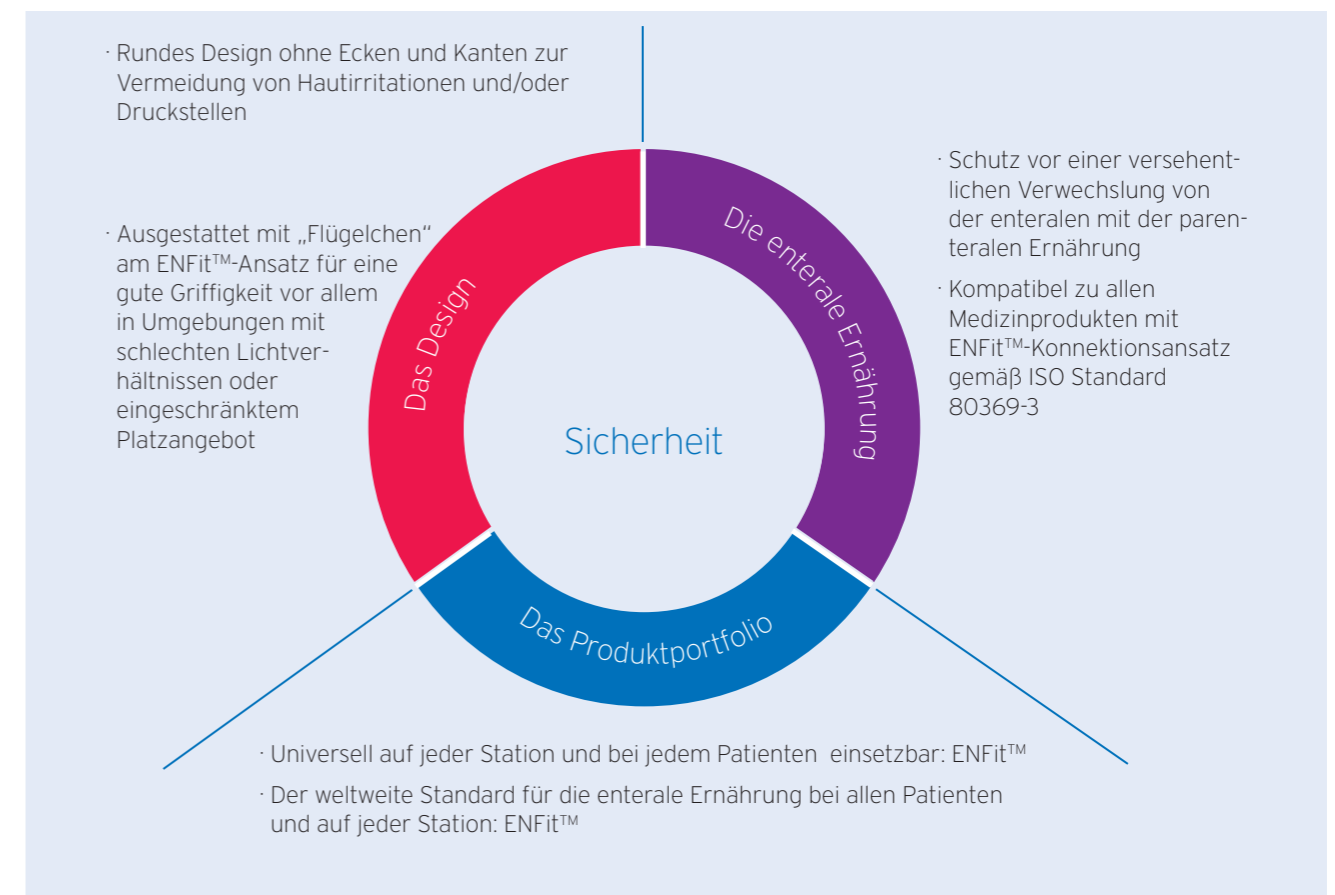 · Rundes Design ohne Ecken und Kanten zur
Vermeidung von Hautirritationen und/oder
Druckstellen
· Ausgestattet mit „Flügelchen“
am ENFit™-Ansatz für eine
gute Griffigkeit vor allem
in Umgebungen mit
schlechten Lichtver-
hältnissen oder
eingeschränktem
Platzangebot
Das Design
Die enterale Ernährung
Sicherheit
Das Produktportfolio
· Schutz vor einer versehent-
lichen Verwechslung von
der enteralen mit der paren-
teralen Ernährung
· Kompatibel zu allen
Medizinprodukten mit
ENFit™-Konnektionsansatz
gemäß ISO Standard
80369-3
· Universell auf jeder Station und bei jedem Patienten einsetzbar: ENFit™
· Der weltweite Standard für die enterale Ernährung bei allen Patienten
und auf jeder Station: ENFit™